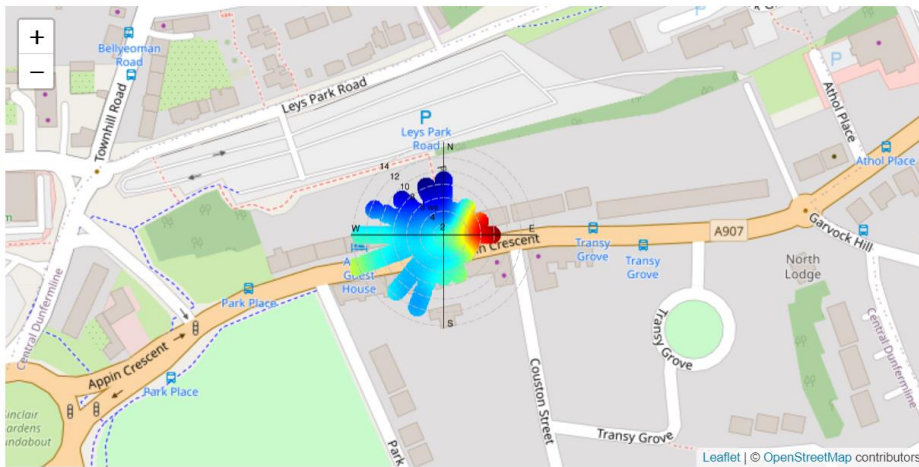 +
−
Bellyeoman
Road
Townhill Road
Leys Park Road
P
Leys Park
Road
P
Athol Place
Athol Place
N
14
12
10
8
4
2
W
E
S
Guest
House
Park Place
Transy
Grove
Transy
Grove
A907
Garvock Hill
North
Lodge
Central Dunfermline
Central Dunfermline
Appin Crescent
Park Place
Couston Street
Transy Grove
Transy Grove
Park
Leaflet | © OpenStreetMap contributors